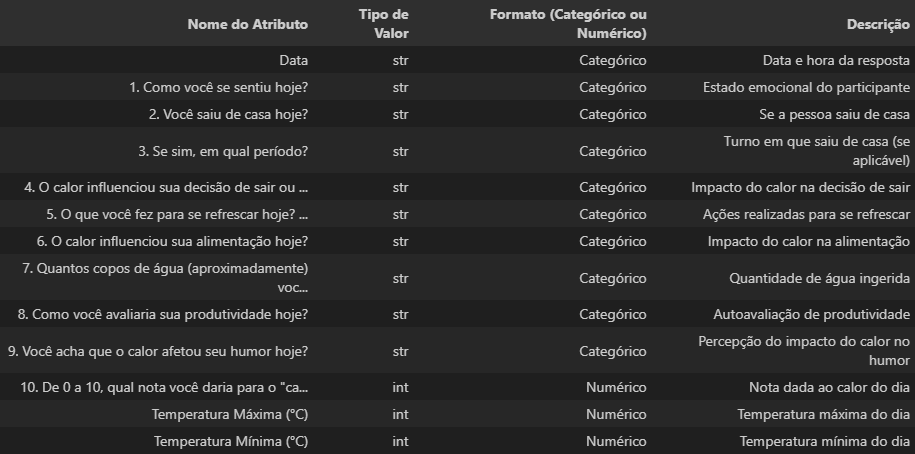 Nome do Atributo Tipo de Valor Formato (Categórico ou Numérico) Descrição
Data str Categórico Data e hora da resposta
1. Como você se sentiu hoje? str Categórico Estado emocional do participante
2. Você saiu de casa hoje? str Categórico Se a pessoa saiu de casa
3. Se sim, em qual período? str Categórico Turno em que saiu de casa (se aplicável)
4. O calor influenciou sua decisão de sair ou ... str Categórico Impacto do calor na decisão de sair
5. O que você fez para se refrescar hoje? ... str Categórico Ações realizadas para se refrescar
6. O calor influenciou sua alimentação hoje? str Categórico Impacto do calor na alimentação
7. Quantos copos de água (aproximadamente) voc... str Categórico Quantidade de água ingerida
8. Como você avaliaria sua produtividade hoje? str Categórico Autoavaliação de produtividade
9. Você acha que o calor afetou seu humor hoje? str Categórico Percepção do impacto do calor no humor
10. De 0 a 10, qual nota você daria para o "ca... int Numérico Nota dada ao calor do dia
Temperatura Máxima (°C) int Numérico Temperatura máxima do dia
Temperatura Mínima (°C) int Numérico Temperatura mínima do dia